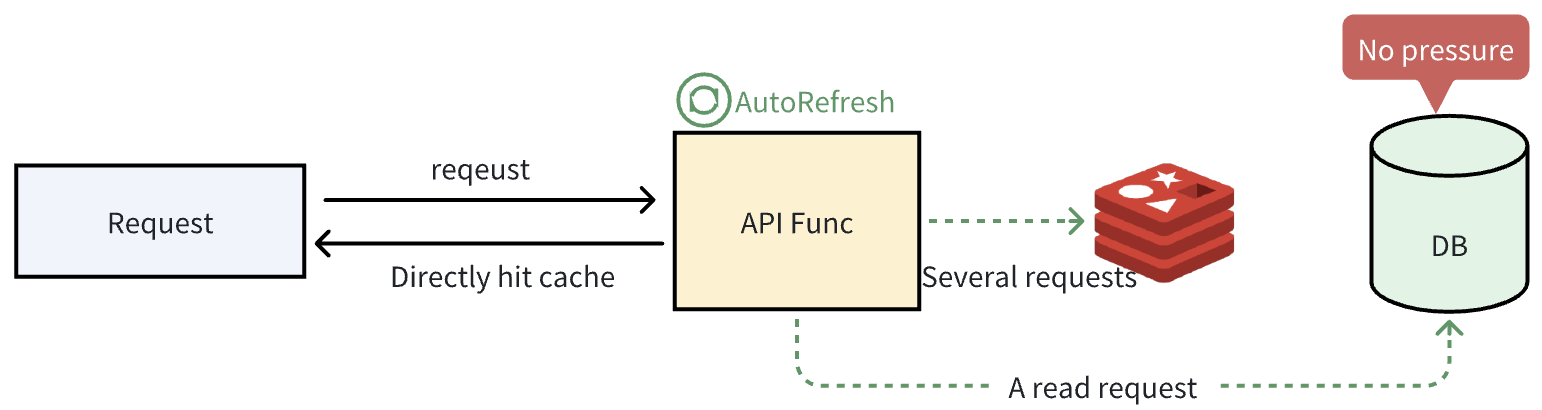 No pressure
AutoRefresh
reqeust
Request
API Func
DB
Directly hit cache
Several requests
A read request